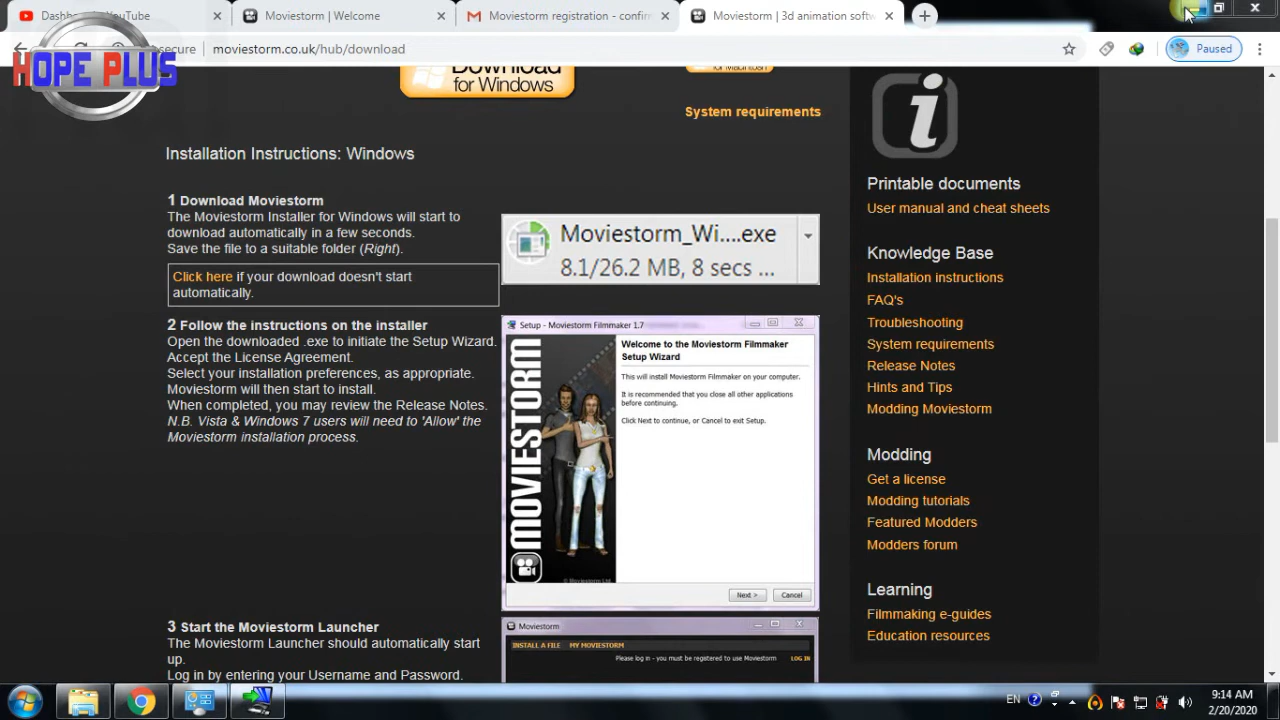 Dashb YouTube
Moviestorm | Welcome
Moviestorm registration - confir
Moviestorm | 3d animation softw
secure
moviestorm.co.uk/hub/download
Paused
HOPE PLUS
Download
for Windows
for Macintosh
System requirements
Installation Instructions: Windows
1 Download Moviestorm
The Moviestorm Installer for Windows will start to
download automatically in a few seconds.
Save the file to a suitable folder (Right).
Click here if your download doesn't start
automatically.
Moviestorm_Wi....exe
8.1/26.2 MB, 8 secs ...
2 Follow the instructions on the installer
Open the downloaded .exe to initiate the Setup Wizard.
Accept the License Agreement.
Select your installation preferences, as appropriate.
Moviestorm will then start to install.
When completed, you may review the Release Notes.
N.B. Vista & Windows 7 users may need to 'Allow' the
Moviestorm installation process.
Setup - Moviestorm Filmmaker 1.7
Welcome to the Moviestorm Filmmaker
Setup Wizard
This will install Moviestorm Filmmaker on your computer.
It is recommended that you close all other applications
before continuing.
Click Next to continue, or Cancel to exit Setup.
MOVIESTORM
© Moviestorm Ltd
Next >
Cancel
3 Start the Moviestorm Launcher
The Moviestorm Launcher should automatically start
up.
Log in by entering your Username and Password.
Moviestorm
INSTALL A FILE
MY MOVIESTORM
Please log in - you must be registered to use Moviestorm
LOG IN
i
Printable documents
User manual and cheat sheets
Knowledge Base
Installation instructions
FAQ's
Troubleshooting
System requirements
Release Notes
Hints and Tips
Modding Moviestorm
Modding
Get a license
Modding tutorials
Featured Modders
Modders forum
Learning
Filmmaking e-guides
Education resources
EN
9:14 AM
2/20/2020